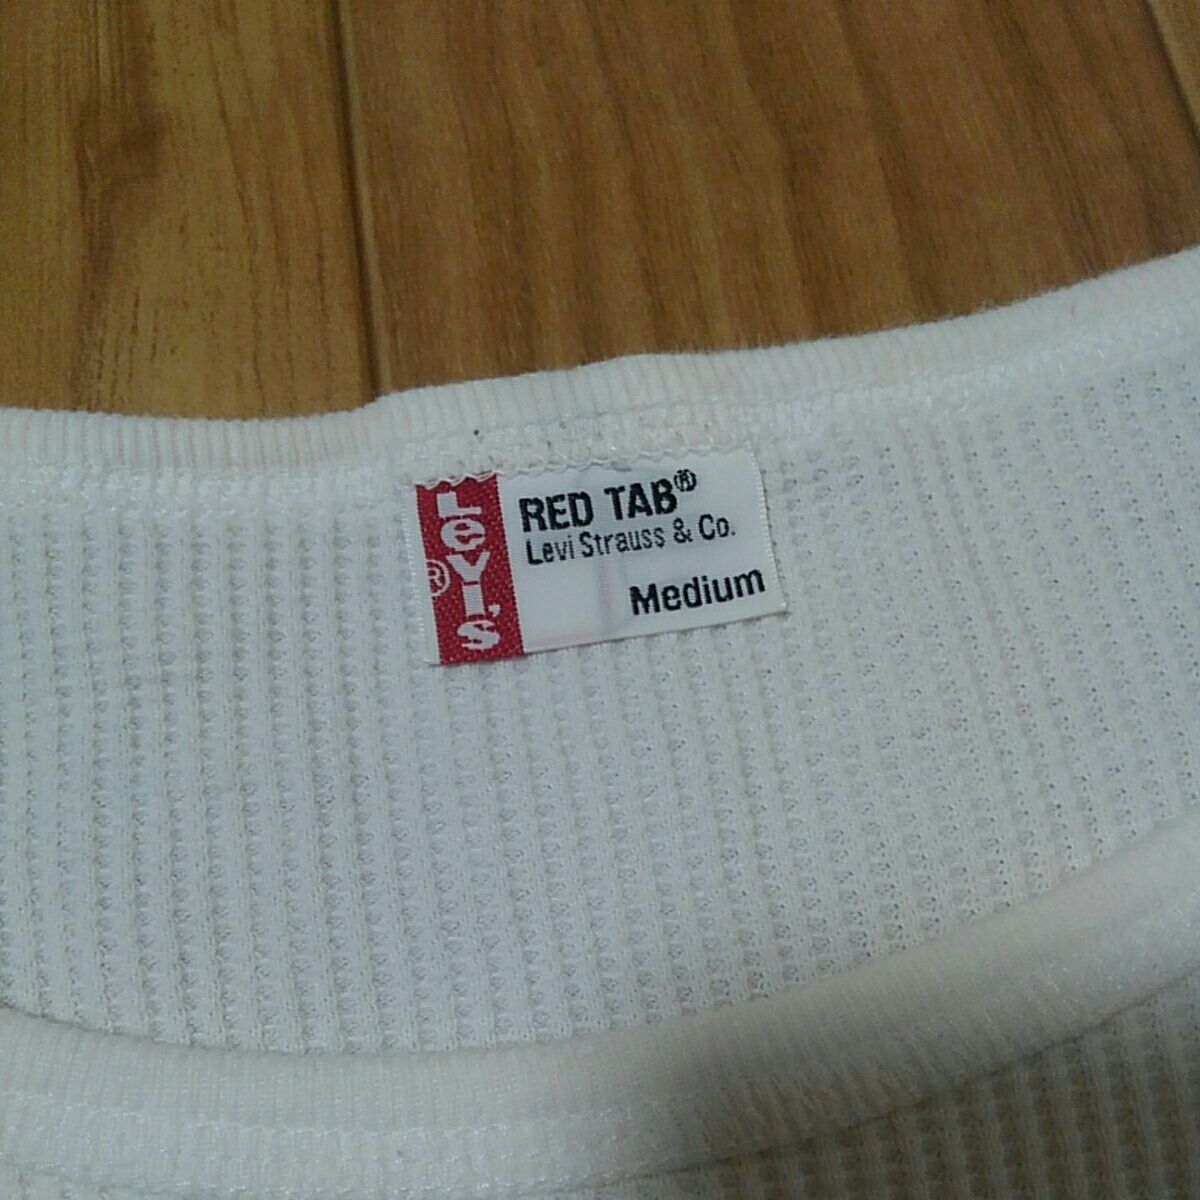 Levi's®
RED TAB®
Levi Strauss & Co.
Medium